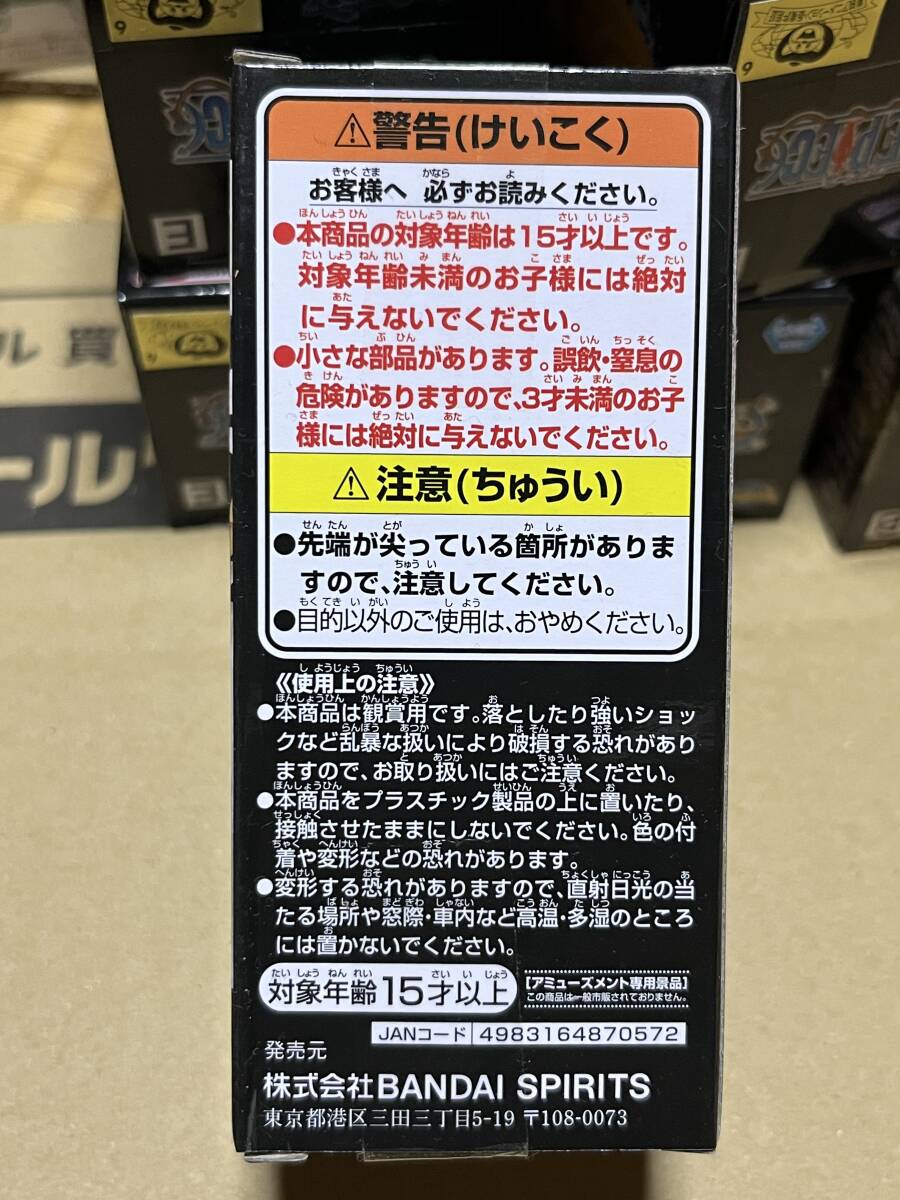 ⚠警告(けいこく)
お客様へ 必ずお読みください。
●本商品の対象年齢は15才以上です。
対象年齢未満のお子様には絶対
に与えないでください。
●小さな部品があります。誤飲・窒息の
危険がありますので、3才未満のお子
様には絶対に与えないでください。
⚠注意(ちゅうい)
●先端が尖っている箇所がありま
すので、注意してください。
●目的以外のご使用は、おやめください。
《使用上の注意》
●本商品は観賞用です。落としたり強いショッ
クなど乱暴な扱いにより破損する恐れがあり
ますので、お取り扱いにはご注意ください。
●本商品をプラスチック製品の上に置いたり、
接触させたままにしないでください。色の付
着や変形などの恐れがあります。
●変形する恐れがありますので、直射日光の当
たる場所や窓際・車内など高温・多湿のところ
には置かないでください。
対象年齢15才以上
【アミューズメント専用景品】
この商品は一般市販されておりません。
JANコード 4983164870572
発売元
株式会社BANDAI SPIRITS
東京都港区三田三丁目5-19 〒108-0073
ル 賞
ール